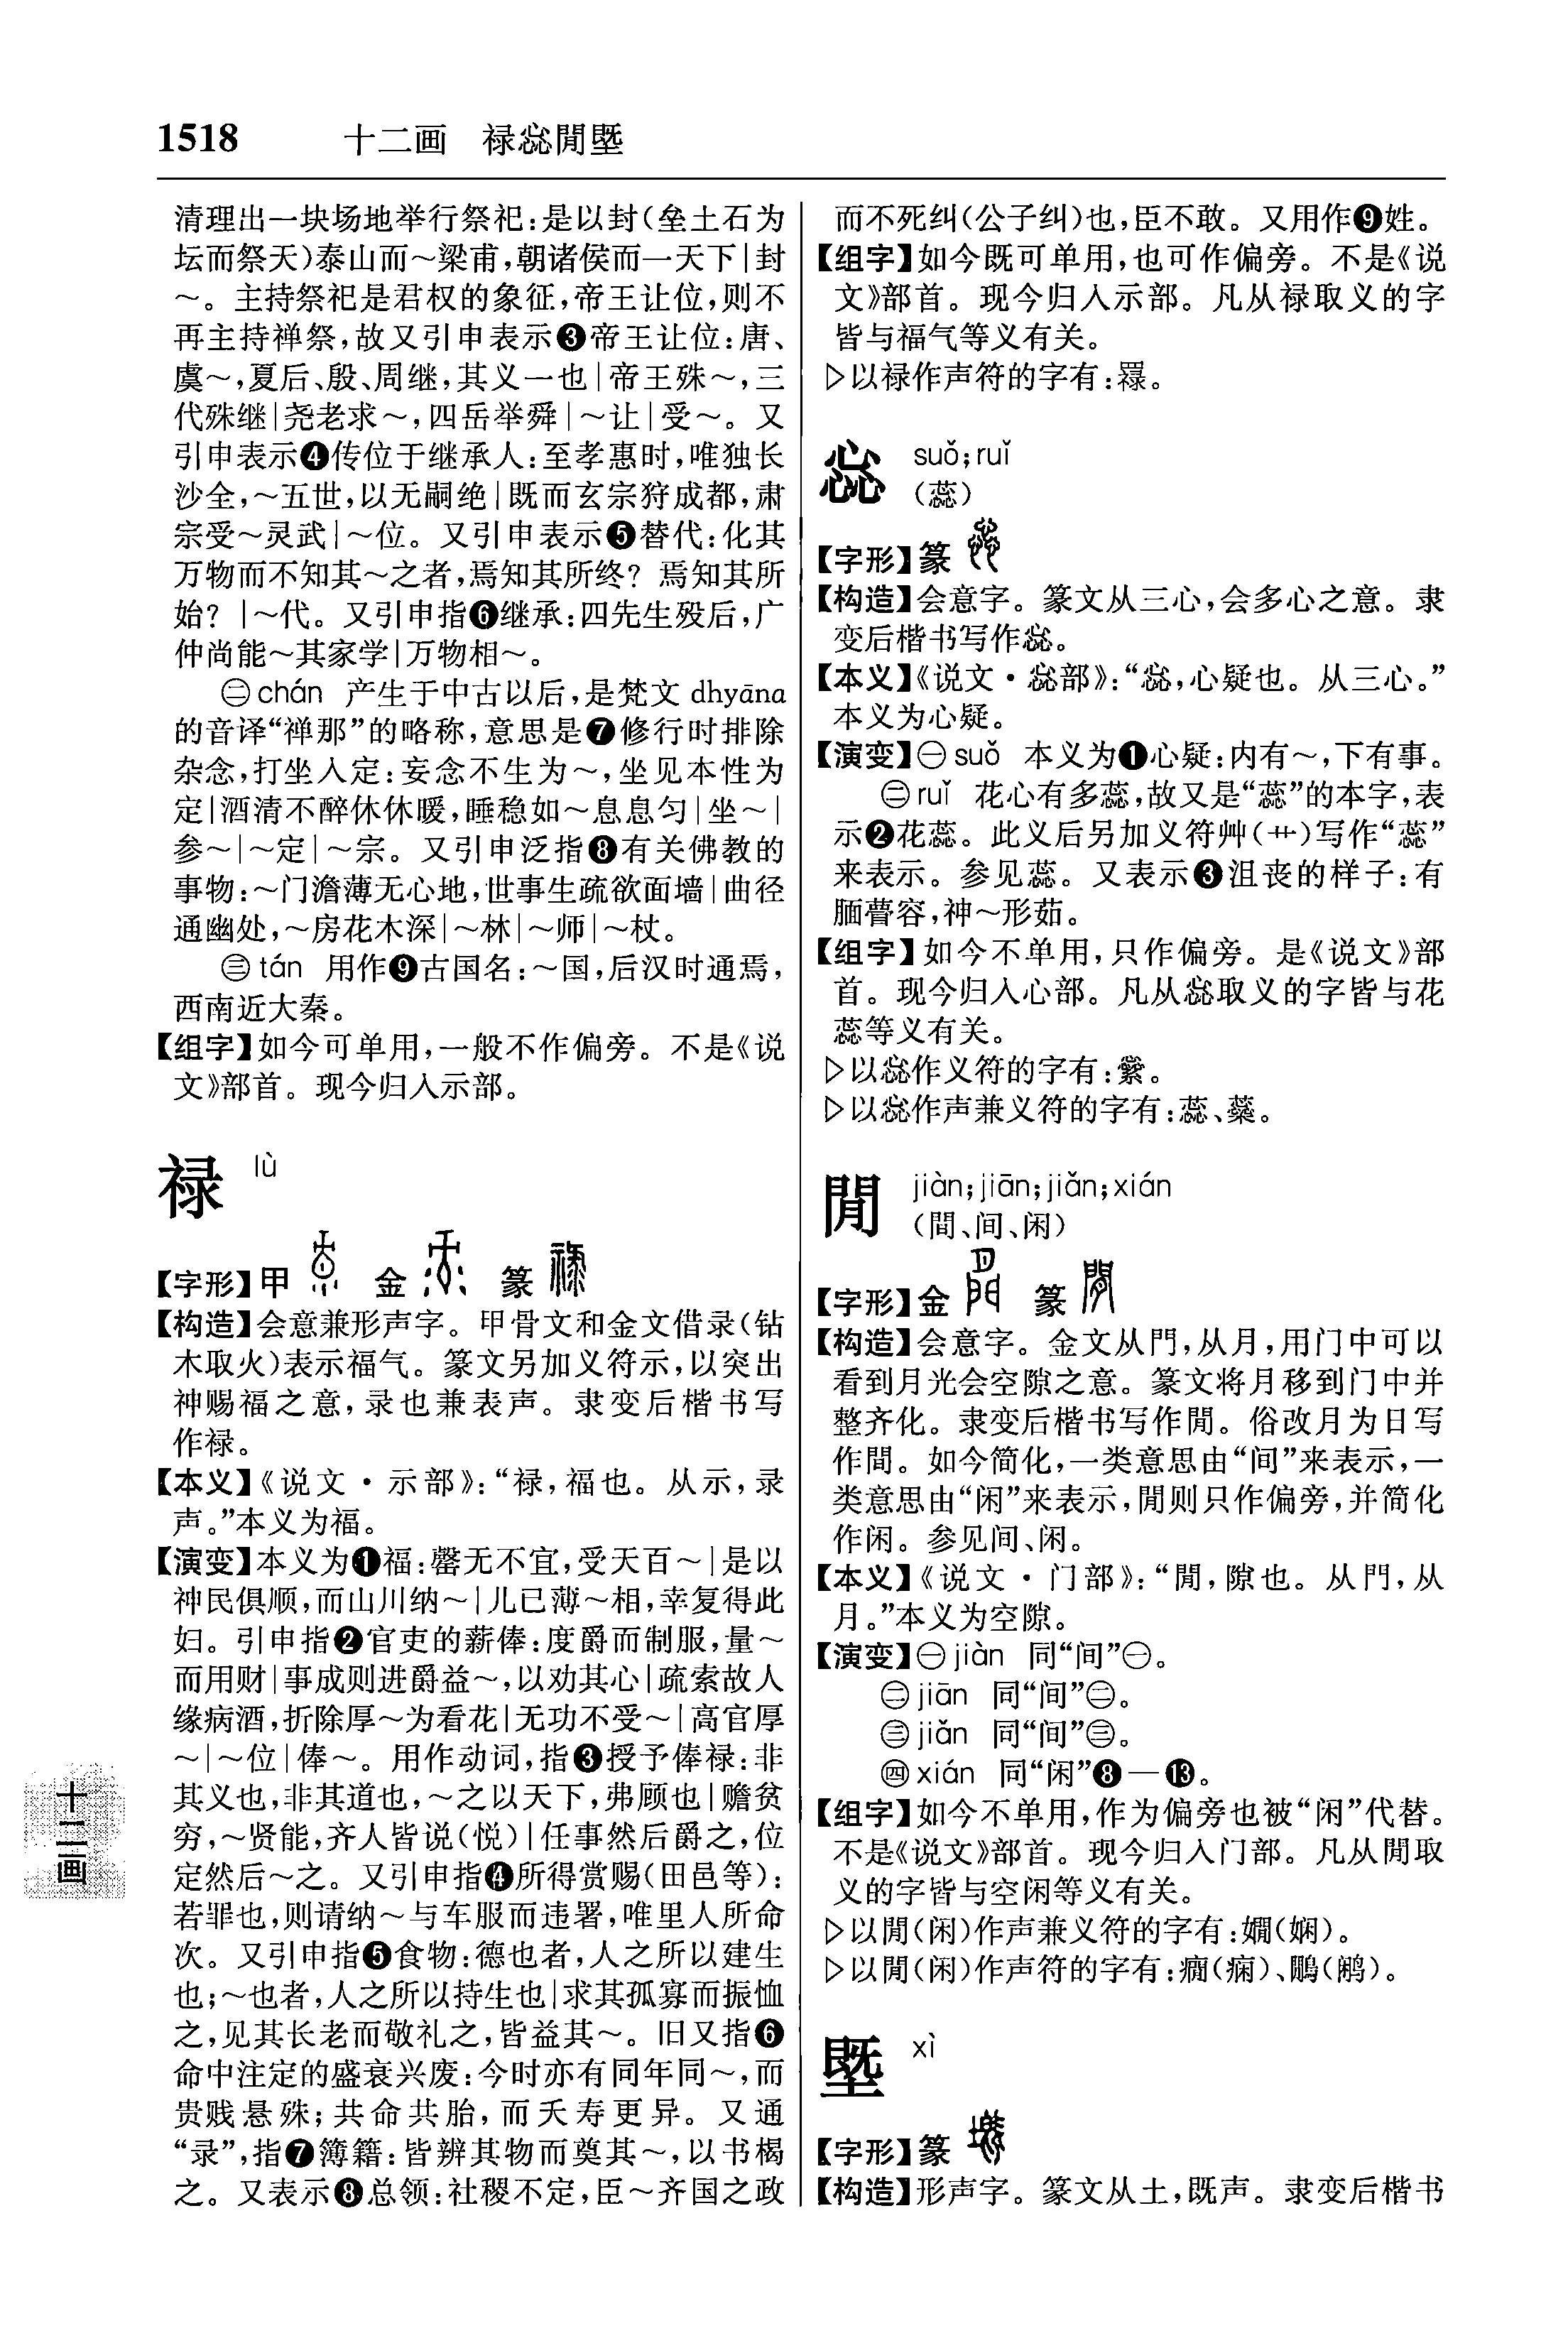 1518 十二画 禄惢閒塈
清理出一块场地举行祭祀:是以封(垒土石为
坛而祭天)泰山而～梁甫,朝诸侯而一天下|封
～。主持祭祀是君权的象征,帝王让位,则不
再主持禅祭,故又引申表示❸帝王让位:唐、
虞～,夏后、殷、周继,其义一也|帝王殊～,三
代殊继|尧老求～,四岳举舜|～让|受～。又
引申表示❹传位于继承人:至孝惠时,唯独长
沙全,～五世,以无嗣绝|既而玄宗狩成都,肃
宗受～灵武|～位。又引申表示❺替代:化其
万物而不知其～之者,焉知其所终?焉知其所
始?|～代。又引申指❻继承:四先生殁后,广
仲尚能～其家学|万物相～。
㊁chán 产生于中古以后,是梵文 dhyāna
的音译“禅那”的略称,意思是❼修行时排除
杂念,打坐入定:妄念不生为～,坐见本性为
定|酒清不醉休休暖,睡稳如～息息匀|坐～|
参～|～定|～宗。又引申泛指❽有关佛教的
事物:～门澹薄无心地,世事生疏欲面墙|曲径
通幽处,～房花木深|～林|～师|～杖。
㊂tán 用作❾古国名:～国,后汉时通焉,
西南近大秦。
【组字】如今可单用,一般不作偏旁。不是《说
文》部首。现今归入示部。
禄 lù
【字形】甲 金 篆
【构造】会意兼形声字。甲骨文和金文借录(钻
木取火)表示福气。篆文另加义符示,以突出
神赐福之意,录也兼表声。隶变后楷书写
作禄。
【本义】《说文·示部》:“禄,福也。从示,录
声。”本义为福。
【演变】本义为❶福:罄无不宜,受天百～|是以
神民俱顺,而山川纳～|儿已薄～相,幸复得此
妇。引申指❷官吏的薪俸:度爵而制服,量～
而用财|事成则进爵益～,以劝其心|疏索故人
缘病酒,折除厚～为看花|无功不受～|高官厚
～|～位|俸～。用作动词,指❸授予俸禄:非
其义也,非其道也,～之以天下,弗顾也|赡贫
穷,～贤能,齐人皆说(悦)|任事然后爵之,位
定然后～之。又引申指❹所得赏赐(田邑等):
若罪也,则请纳～与车服而违署,唯里人所命
次。又引申指❺食物:德也者,人之所以建生
也;～也者,人之所以持生也|求其孤寡而振恤
之,见其长老而敬礼之,皆益其～。旧又指❻
命中注定的盛衰兴废:今时亦有同年同～,而
贵贱悬殊;共命共胎,而夭寿更异。又通
“录”,指❼簿籍:皆辨其物而奠其～,以书楬
之。又表示❽总领:社稷不定,臣～齐国之政
而不死纠(公子纠)也,臣不敢。又用作❾姓。
【组字】如今既可单用,也可作偏旁。不是《说
文》部首。现今归入示部。凡从禄取义的字
皆与福气等义有关。
▷以禄作声符的字有:䍡。
惢 suǒ;ruǐ
(蕊)
【字形】篆
【构造】会意字。篆文从三心,会多心之意。隶
变后楷书写作惢。
【本义】《说文·惢部》:“惢,心疑也。从三心。”
本义为心疑。
【演变】㊀suǒ 本义为❶心疑:内有～,下有事。
㊁ruǐ 花心有多蕊,故又是“蕊”的本字,表
示❷花蕊。此义后另加义符艸(艹)写作“蕊”
来表示。参见蕊。又表示❸沮丧的样子:有
腼瞢容,神～形茹。
【组字】如今不单用,只作偏旁。是《说文》部
首。现今归入心部。凡从惢取义的字皆与花
蕊等义有关。
▷以惢作义符的字有:繠。
▷以惢作声兼义符的字有:蕊、蘂。
閒 jiàn;jiān;jiǎn;xián
(間、间、闲)
【字形】金 篆
【构造】会意字。金文从門,从月,用门中可以
看到月光会空隙之意。篆文将月移到门中并
整齐化。隶变后楷书写作閒。俗改月为日写
作間。如今简化,一类意思由“间”来表示,一
类意思由“闲”来表示,閒则只作偏旁,并简化
作闲。参见间、闲。
【本义】《说文·门部》:“閒,隙也。从門,从
月。”本义为空隙。
【演变】㊀jiàn 同“间”㊀。
㊁jiān 同“间”㊁。
㊂jiǎn 同“间”㊂。
㊃xián 同“闲”❽—⓭。
【组字】如今不单用,作为偏旁也被“闲”代替。
不是《说文》部首。现今归入门部。凡从閒取
义的字皆与空闲等义有关。
▷以閒(闲)作声兼义符的字有:嫺(娴)。
▷以閒(闲)作声符的字有:癇(痫)、鷴(鹇)。
塈 xì
【字形】篆
【构造】形声字。篆文从土,既声。隶变后楷书
十二画